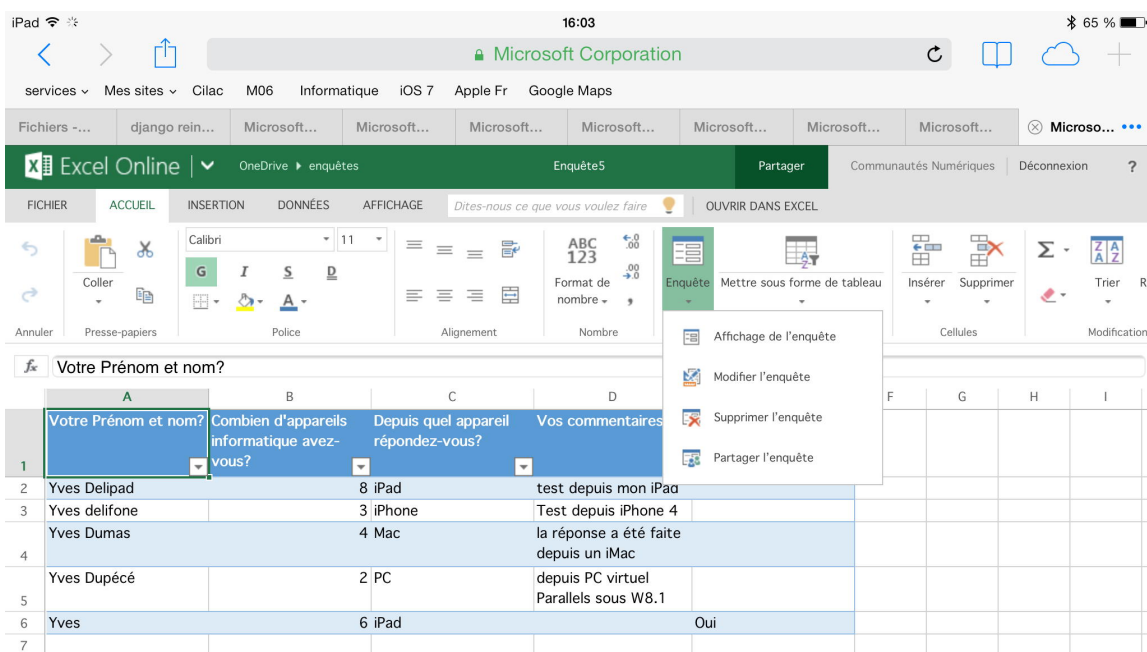 iPad 16:03 65 %
Microsoft Corporation
services Mes sites Cilac M06 Informatique iOS 7 Apple Fr Google Maps
Fichiers -... django rein... Microsoft... Microsoft... Microsoft... Microsoft... Microsoft... Microsoft... Microsoft... Microso...
Excel Online OneDrive enquêtes Enquête5 Partager Communautés Numériques Déconnexion ?
FICHIER ACCUEIL INSERTION DONNÉES AFFICHAGE Dites-nous ce que vous voulez faire OUVRIR DANS EXCEL
Calibri 11
G I S D
A
Coller
ABC
123
Format de
nombre
Enquête
Mettre sous forme de tableau
Insérer Supprimer
Σ
Z A
A Z
Trier R
Annuler Presse-papiers Police Alignement Nombre Cellules Modification
Affichage de l'enquête
Modifier l'enquête
Supprimer l'enquête
Partager l'enquête
fx Votre Prénom et nom?
A B C D F G H I
1 Votre Prénom et nom? Combien d'appareils Depuis quel appareil Vos commentaires
informatique avez- répondez-vous?
vous?
2 Yves Delipad 8 iPad test depuis mon iPad
3 Yves delifone 3 iPhone Test depuis iPhone 4
4 Yves Dumas 4 Mac la réponse a été faite
depuis un iMac
5 Yves Dupécé 2 PC depuis PC virtuel
Parallels sous W8.1
6 Yves 6 iPad Oui
7